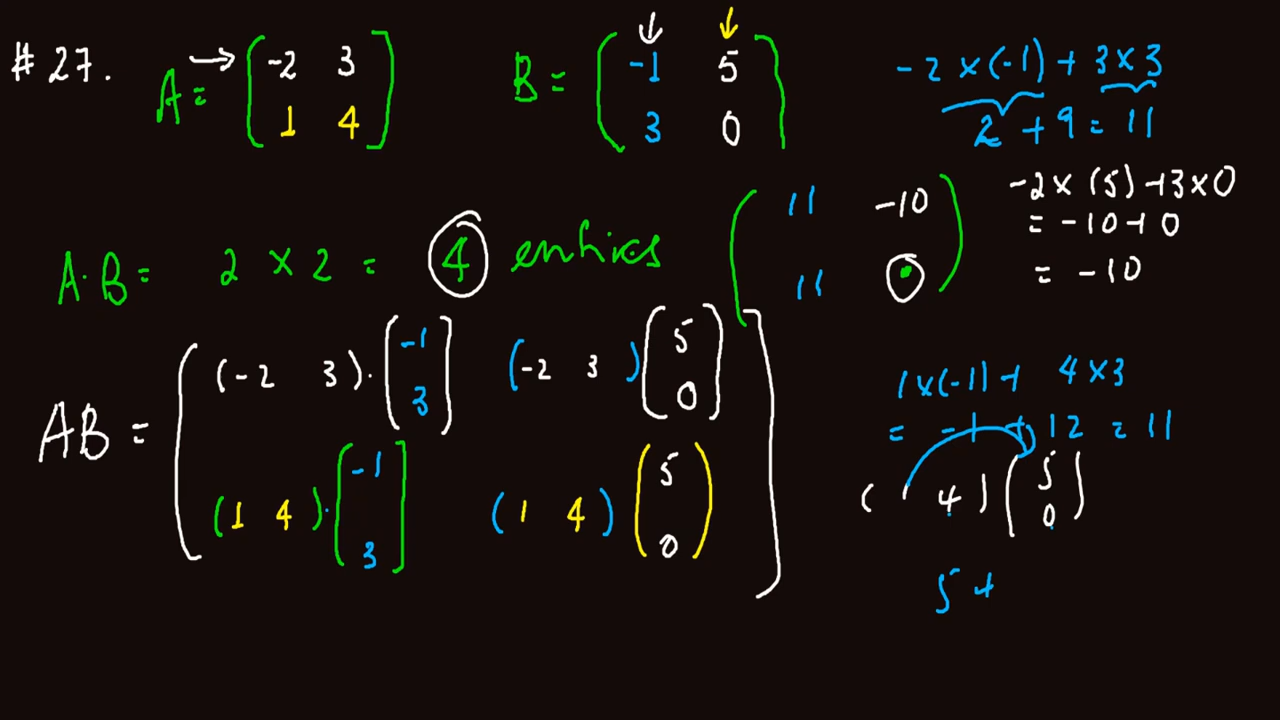 #27. A = [-2 3 B = (-1 5
1 4] 3 0)
-2 x (-1) + 3 x 3
2 + 9 = 11
-2 x (5) + 3 x 0
= -10 + 0
= -10
A·B = 2 x 2 = 4 entries
( 11 -10
11 0 )
AB = [ (-2 3)·[-1 3] (-2 3)[5 0]
(1 4)·[-1 3] (1 4)(5 0) ]
1 x (-1) + 4 x 3
= -1 + 12 = 11
(1 4)(5 0)
5 +